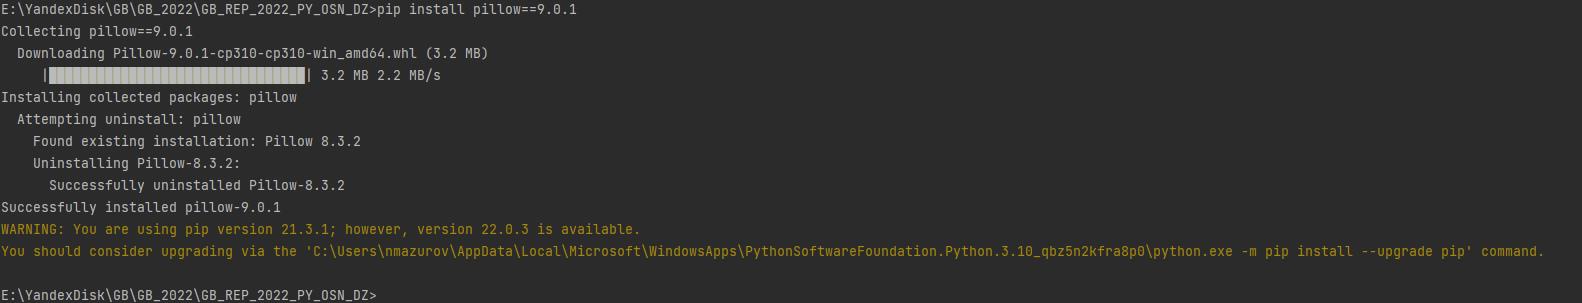 E:\YandexDisk\GB\GB_2022\GB_REP_2022_PY_OSN_DZ>pip install pillow==9.0.1
Collecting pillow==9.0.1
  Downloading Pillow-9.0.1-cp310-cp310-win_amd64.whl (3.2 MB)
     |████████████████████████████████| 3.2 MB 2.2 MB/s
Installing collected packages: pillow
  Attempting uninstall: pillow
    Found existing installation: Pillow 8.3.2
    Uninstalling Pillow-8.3.2:
      Successfully uninstalled Pillow-8.3.2
Successfully installed pillow-9.0.1
WARNING: You are using pip version 21.3.1; however, version 22.0.3 is available.
You should consider upgrading via the 'C:\Users\nmazurov\AppData\Local\Microsoft\WindowsApps\PythonSoftwareFoundation.Python.3.10_qbz5n2kfra8p0\python.exe -m pip install --upgrade pip' command.
E:\YandexDisk\GB\GB_2022\GB_REP_2022_PY_OSN_DZ>